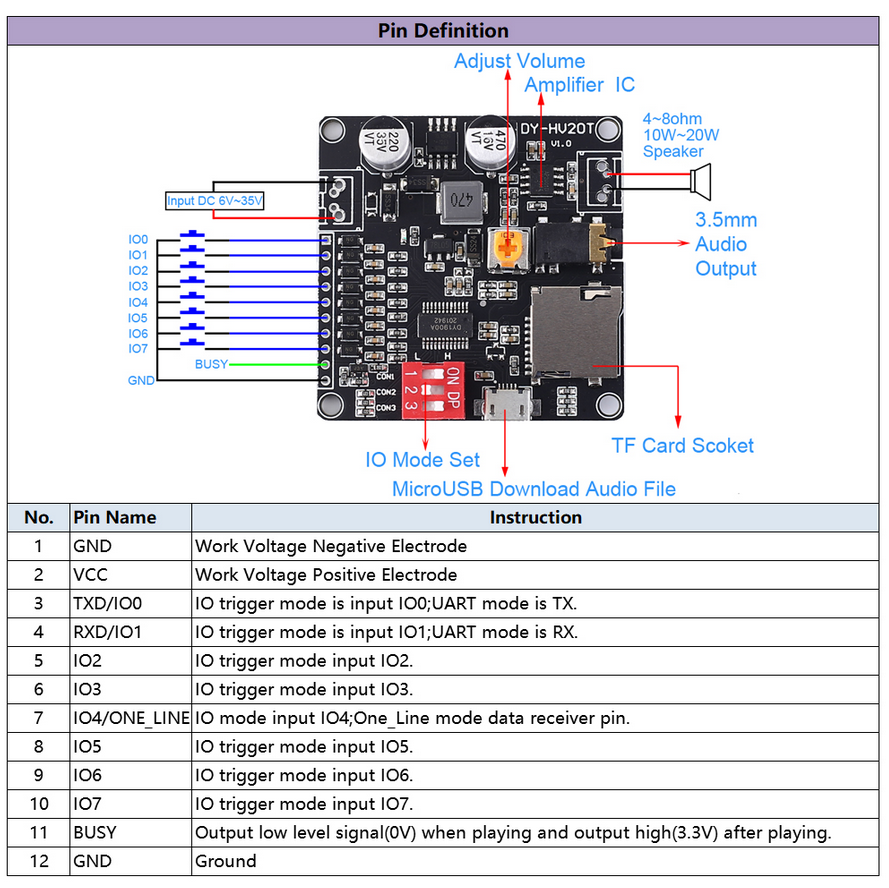 Pin Definition
Adjust Volume
Amplifier IC
DY-HV20T
V1.0
220
35V
VT
470
16V
VT
4~8ohm
10W~20W
Speaker
Input DC 6V~35V
470
3.5mm
Audio
Output
IO0
IO1
IO2
IO3
IO4
IO5
IO6
IO7
BUSY
GND
DY1900A
201942
L H
CON1
CON2
CON3
ON DP
1
2
3
IO Mode Set
TF Card Scoket
MicroUSB Download Audio File
No. Pin Name Instruction
1 GND Work Voltage Negative Electrode
2 VCC Work Voltage Positive Electrode
3 TXD/IO0 IO trigger mode is input IO0;UART mode is TX.
4 RXD/IO1 IO trigger mode is input IO1;UART mode is RX.
5 IO2 IO trigger mode input IO2.
6 IO3 IO trigger mode input IO3.
7 IO4/ONE_LINE IO mode input IO4;One_Line mode data receiver pin.
8 IO5 IO trigger mode input IO5.
9 IO6 IO trigger mode input IO6.
10 IO7 IO trigger mode input IO7.
11 BUSY Output low level signal(0V) when playing and output high(3.3V) after playing.
12 GND Ground